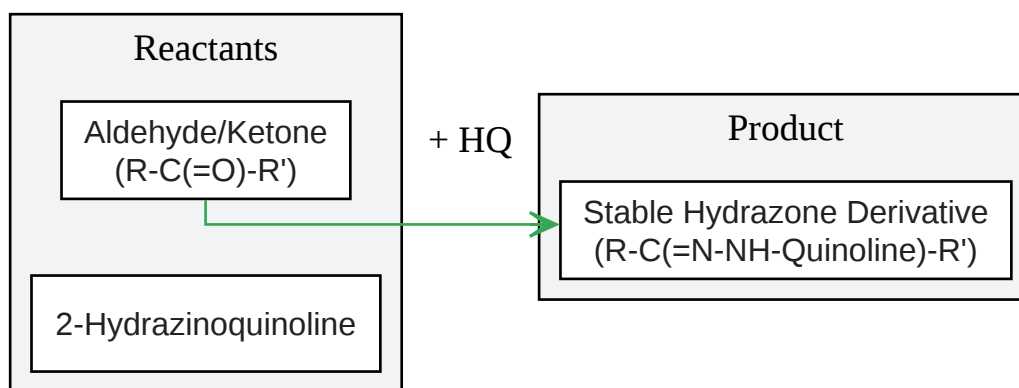 Reactants
Aldehyde/Ketone
(R-C(=O)-R')
2-Hydrazinoquinoline
+ HQ
Product
Stable Hydrazone Derivative
(R-C(=N-NH-Quinoline)-R')